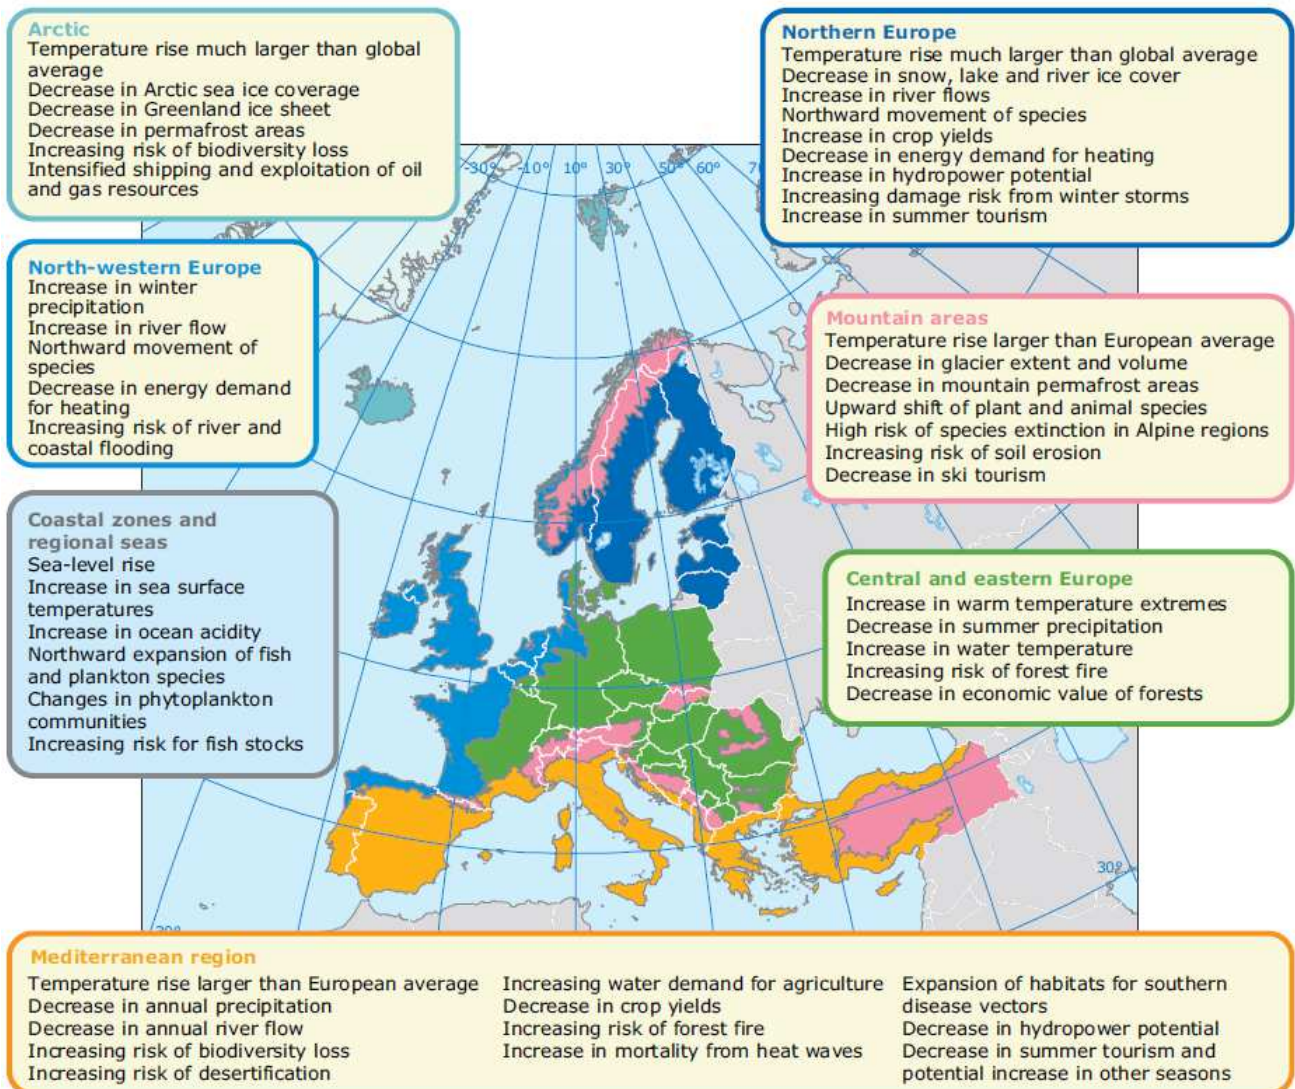 Arctic
Temperature rise much larger than global
average
Decrease in Arctic sea ice coverage
Decrease in Greenland ice sheet
Decrease in permafrost areas
Increasing risk of biodiversity loss
Intensified shipping and exploitation of oil
and gas resources
Northern Europe
Temperature rise much larger than global average
Decrease in snow, lake and river ice cover
Increase in river flows
Northward movement of species
Increase in crop yields
Decrease in energy demand for heating
Increase in hydropower potential
Increasing damage risk from winter storms
Increase in summer tourism
-30° -10° 10° 30° 50° 60°
North-western Europe
Increase in winter
precipitation
Increase in river flow
Northward movement of
species
Decrease in energy demand
for heating
Increasing risk of river and
coastal flooding
Mountain areas
Temperature rise larger than European average
Decrease in glacier extent and volume
Decrease in mountain permafrost areas
Upward shift of plant and animal species
High risk of species extinction in Alpine regions
Increasing risk of soil erosion
Decrease in ski tourism
Coastal zones and
regional seas
Sea-level rise
Increase in sea surface
temperatures
Increase in ocean acidity
Northward expansion of fish
and plankton species
Changes in phytoplankton
communities
Increasing risk for fish stocks
Central and eastern Europe
Increase in warm temperature extremes
Decrease in summer precipitation
Increase in water temperature
Increasing risk of forest fire
Decrease in economic value of forests
30°
Mediterranean region
Temperature rise larger than European average
Decrease in annual precipitation
Decrease in annual river flow
Increasing risk of biodiversity loss
Increasing risk of desertification
Increasing water demand for agriculture
Decrease in crop yields
Increasing risk of forest fire
Increase in mortality from heat waves
Expansion of habitats for southern
disease vectors
Decrease in hydropower potential
Decrease in summer tourism and
potential increase in other seasons